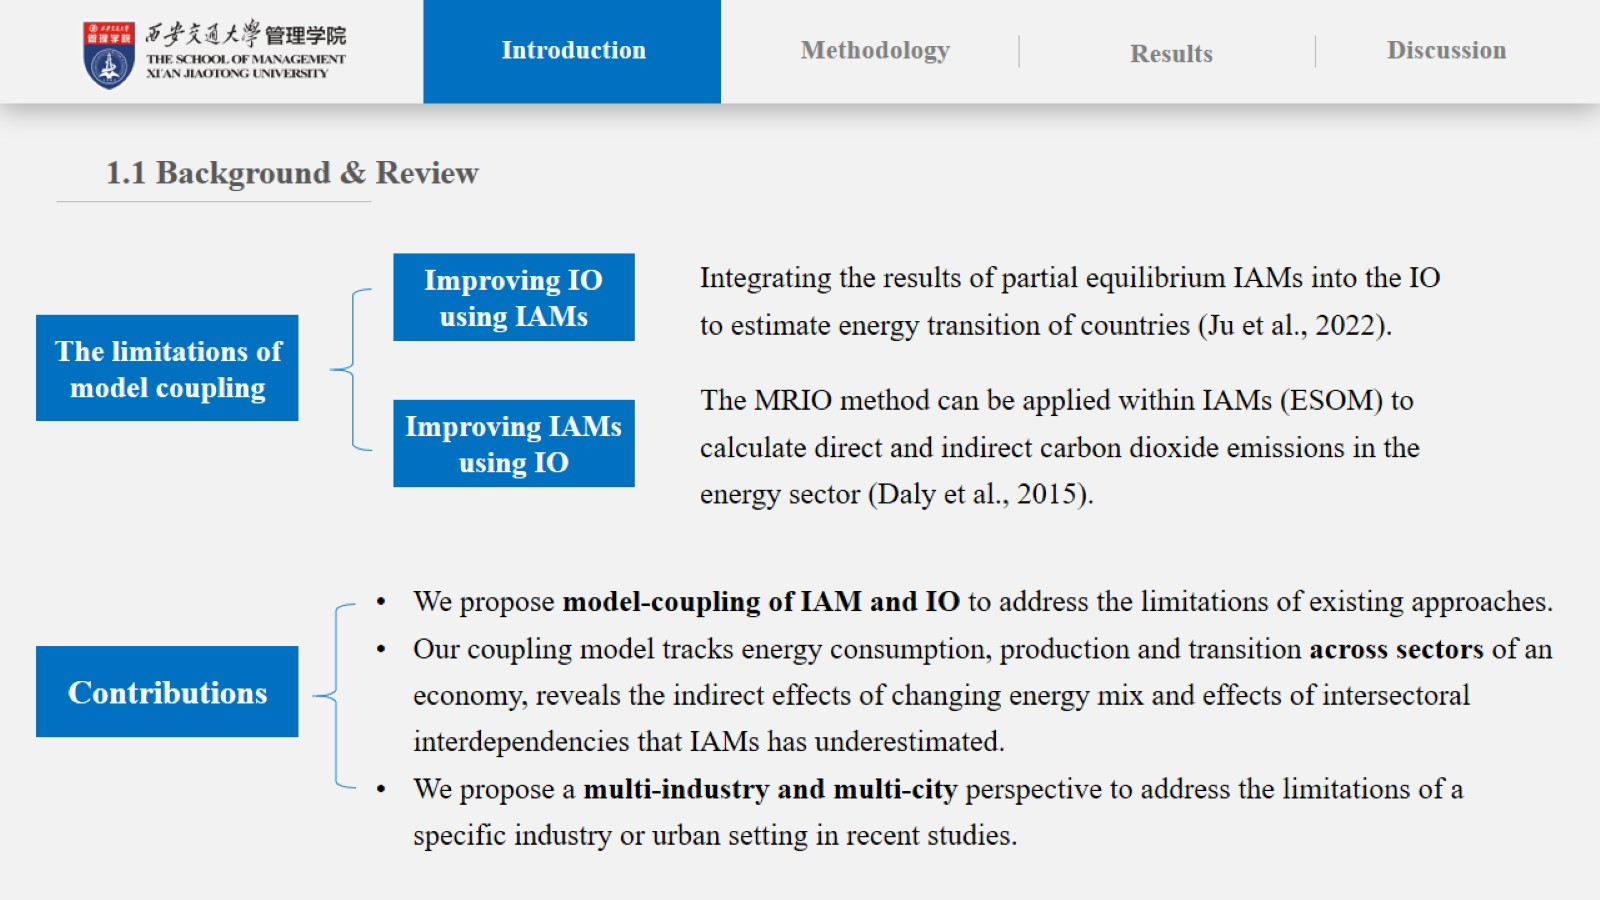 西安交通大学管理学院
管理学院
THE SCHOOL OF MANAGEMENT
XI'AN JIAOTONG UNIVERSITY
Introduction
Methodology
Results
Discussion
1.1 Background & Review
The limitations of
model coupling
Improving IO
using IAMs
Integrating the results of partial equilibrium IAMs into the IO
to estimate energy transition of countries (Ju et al., 2022).
Improving IAMs
using IO
The MRIO method can be applied within IAMs (ESOM) to
calculate direct and indirect carbon dioxide emissions in the
energy sector (Daly et al., 2015).
Contributions
• We propose model-coupling of IAM and IO to address the limitations of existing approaches.
• Our coupling model tracks energy consumption, production and transition across sectors of an
economy, reveals the indirect effects of changing energy mix and effects of intersectoral
interdependencies that IAMs has underestimated.
• We propose a multi-industry and multi-city perspective to address the limitations of a
specific industry or urban setting in recent studies.